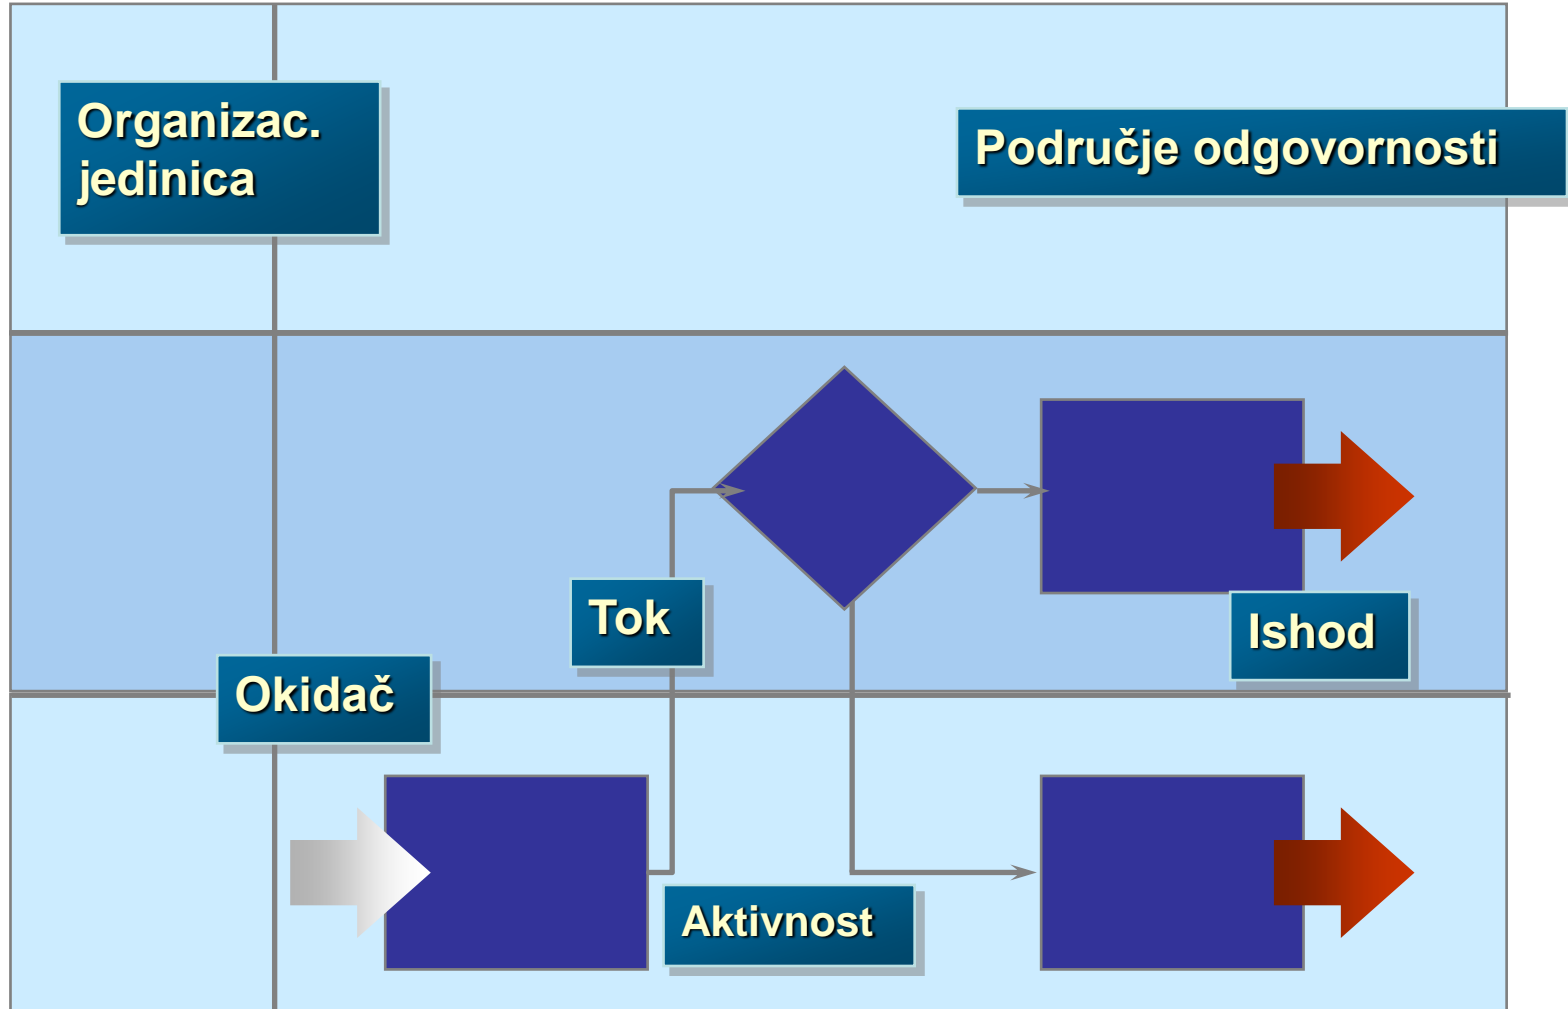 Organizac.
jedinica
Područje odgovornosti
Tok
Ishod
Okidač
Aktivnost